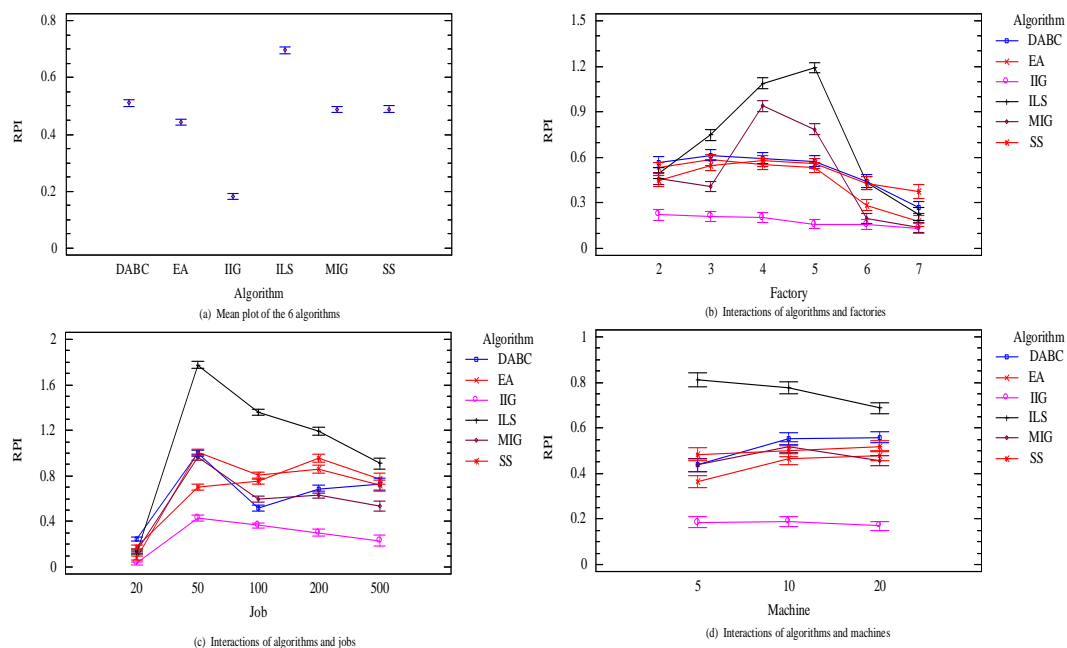 0.8
0.6
0.4
0.2
0
RPI
DABC EA IIG ILS MIG SS
Algorithm
(a) Mean plot of the 6 algorithms
1.5
1.2
0.9
0.6
0.3
0
RPI
2 3 4 5 6 7
Factory
(b) Interactions of algorithms and factories
Algorithm
DABC
EA
IIG
ILS
MIG
SS
2
1.6
1.2
0.8
0.4
0
RPI
20 50 100 200 500
Job
(c) Interactions of algorithms and jobs
Algorithm
DABC
EA
IIG
ILS
MIG
SS
1
0.8
0.6
0.4
0.2
0
RPI
5 10 20
Machine
(d) Interactions of algorithms and machines
Algorithm
DABC
EA
IIG
ILS
MIG
SS